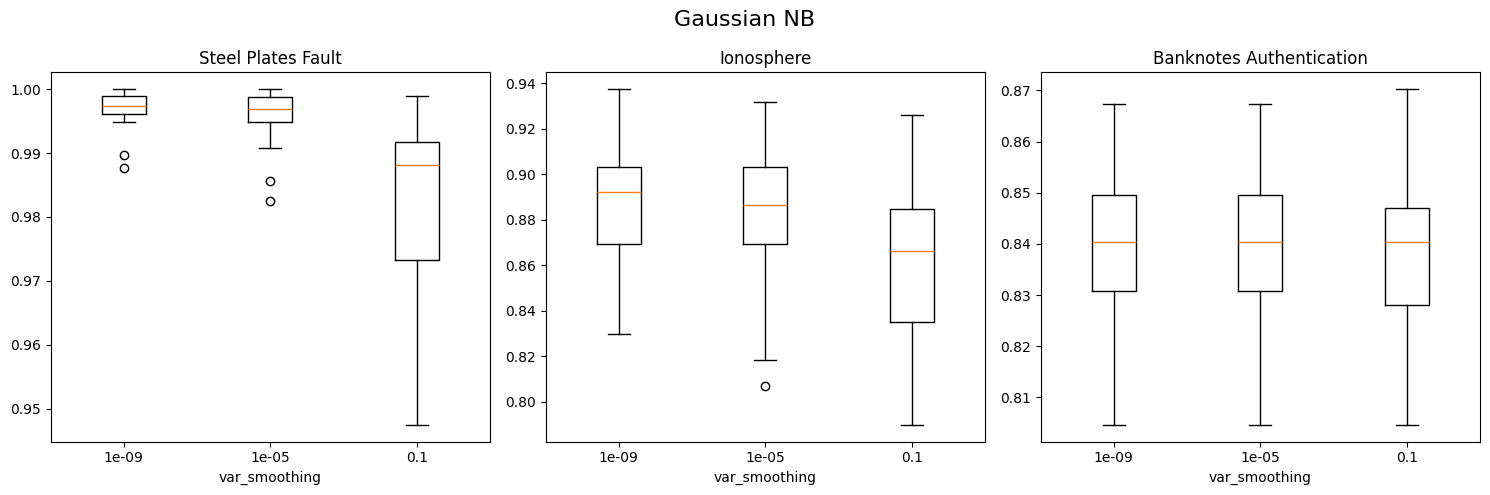 Gaussian NB
Steel Plates Fault
1.00
0.99
0.98
0.97
0.96
0.95
1e-09 1e-05 0.1
var_smoothing
Ionosphere
0.94
0.92
0.90
0.88
0.86
0.84
0.82
0.80
1e-09 1e-05 0.1
var_smoothing
Banknotes Authentication
0.87
0.86
0.85
0.84
0.83
0.82
0.81
1e-09 1e-05 0.1
var_smoothing